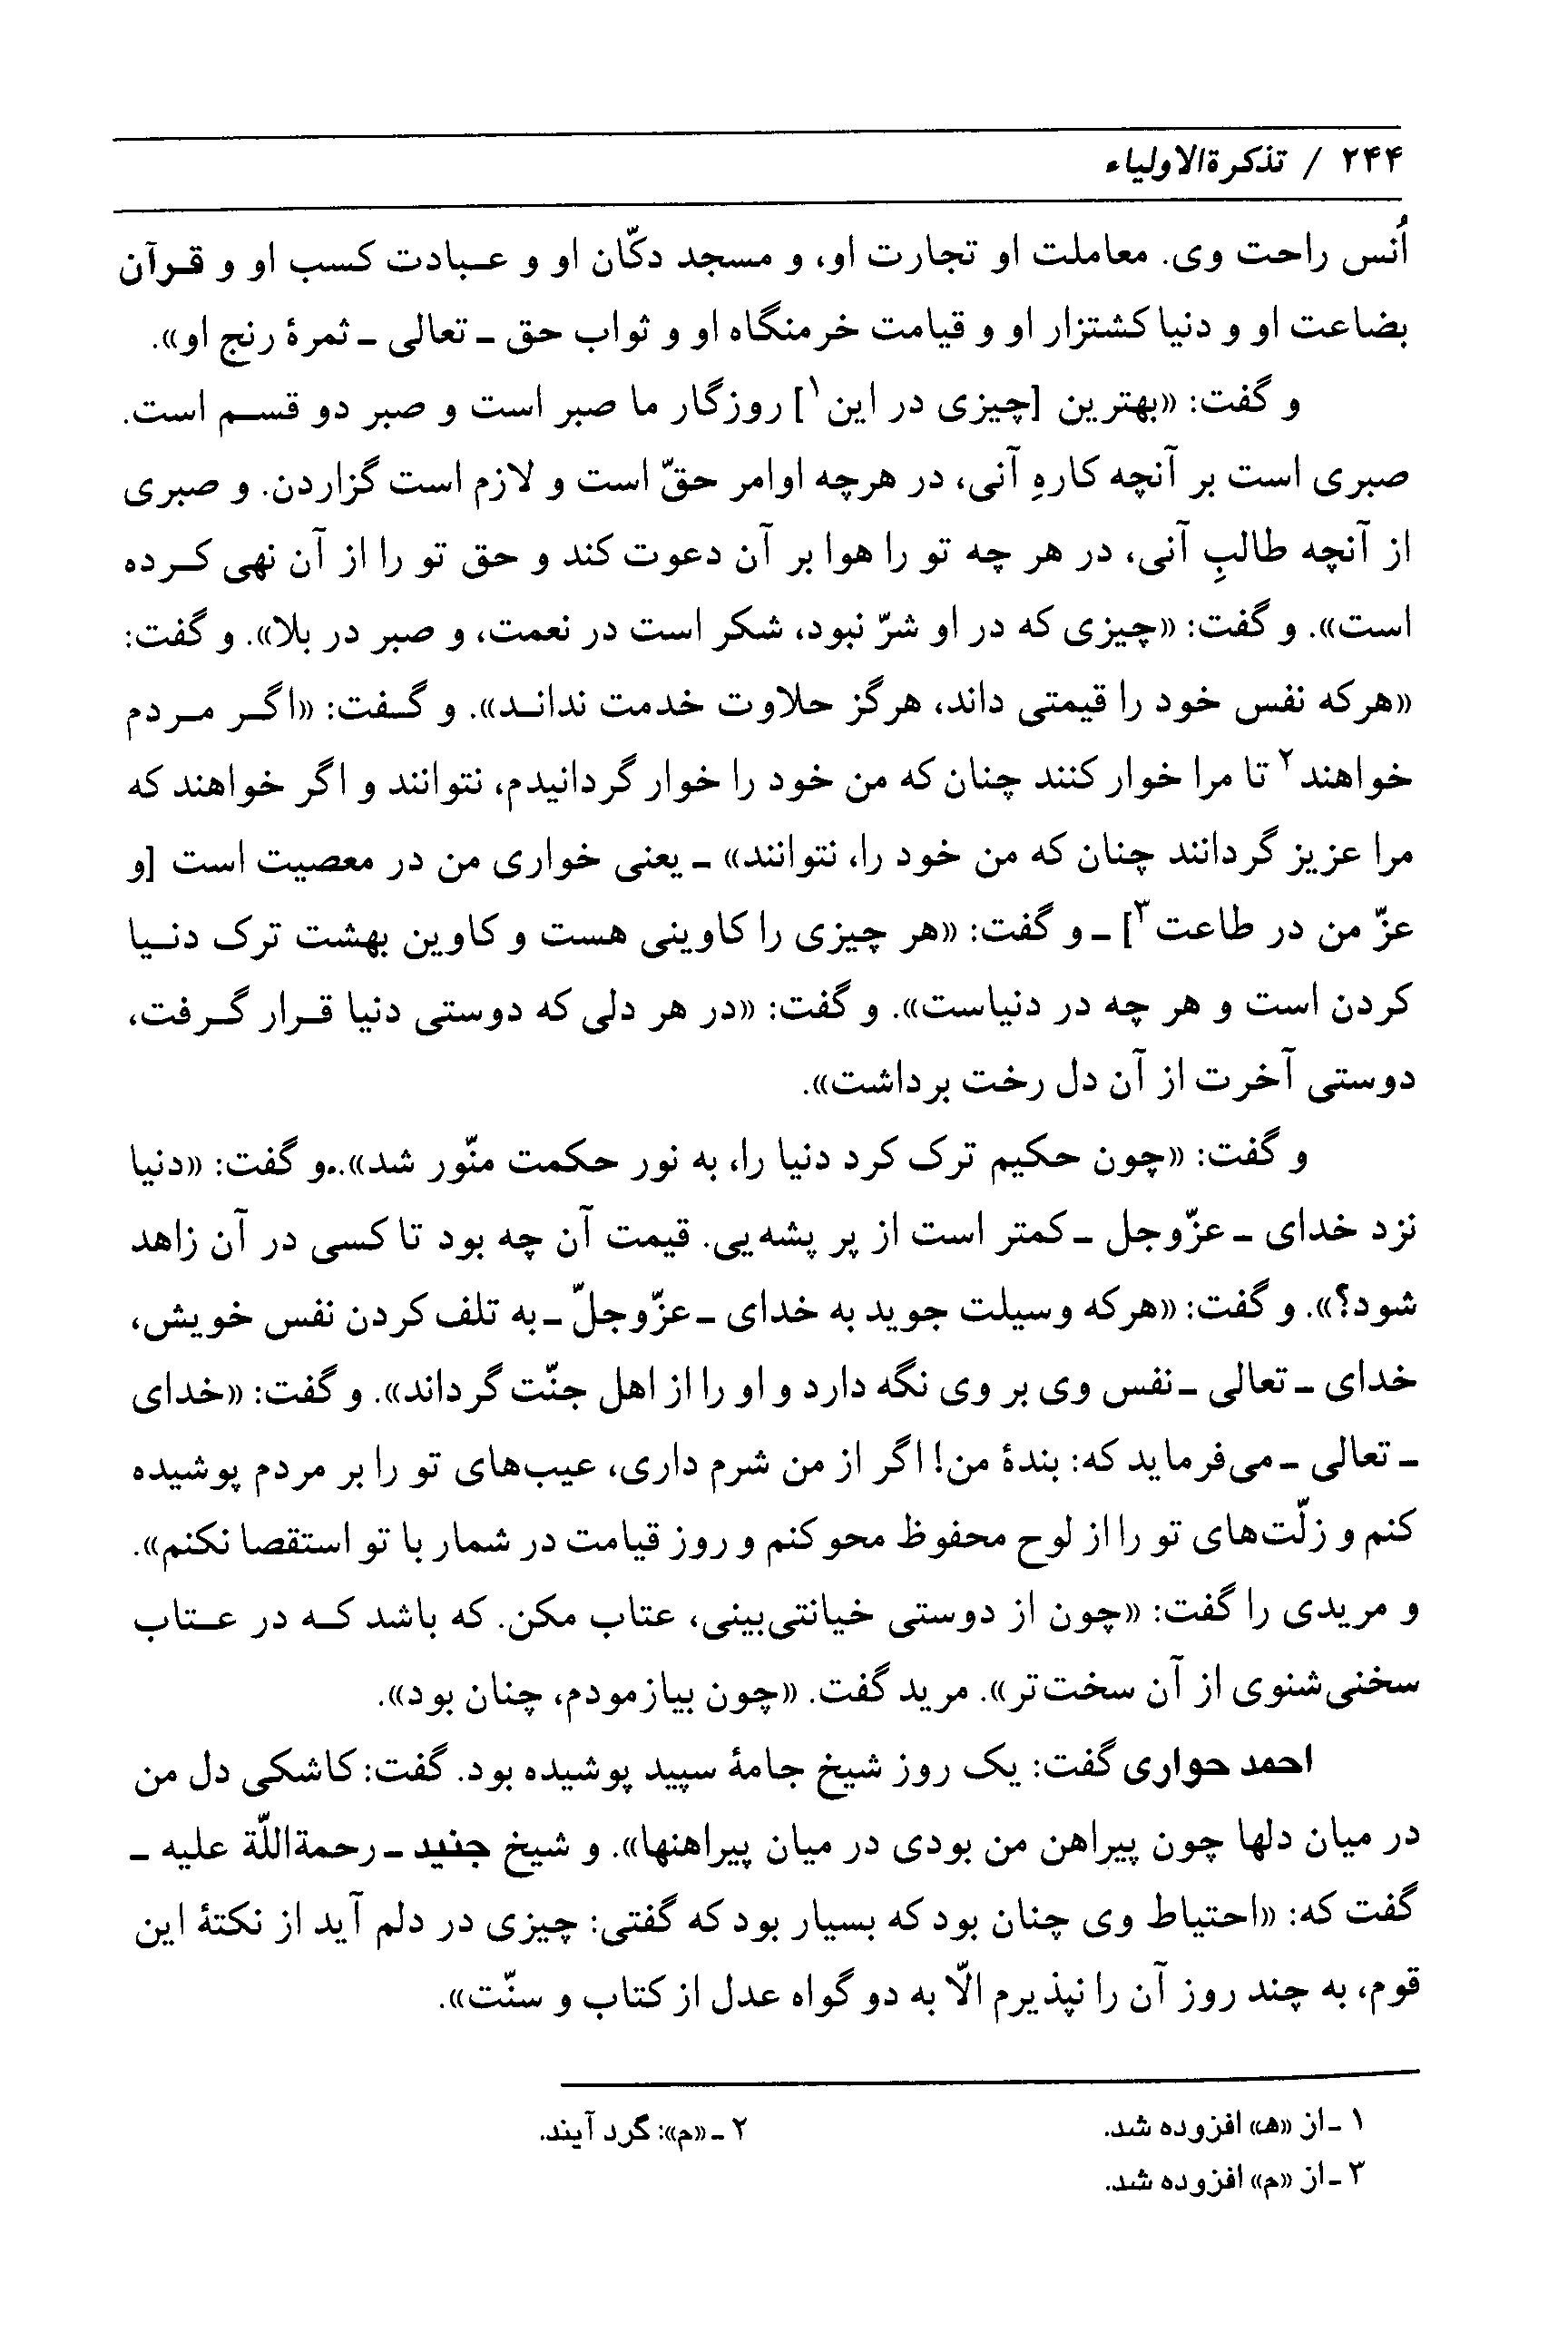 ۲۴۴ / تذکرةالاولیاء
اُنس راحت وی. معاملت او تجارت او، و مسجد دکّان او و عبادت کسب او و قرآن
بضاعت او و دنیا کشتزار او و قیامت خرمنگاه او و ثواب حق ـ تعالی ـ ثمرهٔ رنج او».
و گفت: «بهترین [چیزی در این۱] روزگار ما صبر است و صبر دو قسم است.
صبری است بر آنچه کارهِ آنی، در هرچه اوامر حقّ است و لازم است گزاردن. و صبری
از آنچه طالبِ آنی، در هر چه تو را هوا بر آن دعوت کند و حق تو را از آن نهی کرده
است». و گفت: «چیزی که در او شرّ نبود، شکر است در نعمت، و صبر در بلا». و گفت:
«هرکه نفس خود را قیمتی داند، هرگز حلاوت خدمت نداند». و گفت: «اگر مردم
خواهند۲ تا مرا خوار کنند چنان که من خود را خوار گردانیدم، نتوانند و اگر خواهند که
مرا عزیز گردانند چنان که من خود را، نتوانند» ـ یعنی خواری من در معصیت است [و
عزّ من در طاعت۳] ـ و گفت: «هر چیزی را کاوینی هست و کاوین بهشت ترک دنیا
کردن است و هر چه در دنیاست». و گفت: «در هر دلی که دوستی دنیا قرار گرفت،
دوستی آخرت از آن دل رخت برداشت».
و گفت: «چون حکیم ترک کرد دنیا را، به نور حکمت منّور شد»..و گفت: «دنیا
نزد خدای ـ عزّوجل ـ کمتر است از پر پشه‌یی. قیمت آن چه بود تا کسی در آن زاهد
شود؟». و گفت: «هرکه وسیلت جوید به خدای ـ عزّوجلّ ـ به تلف کردن نفس خویش،
خدای ـ تعالی ـ نفس وی بر وی نگه دارد و او را از اهل جنّت گرداند». و گفت: «خدای
ـ تعالی ـ می‌فرماید که: بندهٔ من! اگر از من شرم داری، عیب‌های تو را بر مردم پوشیده
کنم و زلّت‌های تو را از لوح محفوظ محو کنم و روز قیامت در شمار با تو استقصا نکنم».
و مریدی را گفت: «چون از دوستی خیانتی‌بینی، عتاب مکن. که باشد که در عتاب
سخنی‌شنوی از آن سخت‌تر». مرید گفت. «چون بیازمودم، چنان بود».
احمد حواری گفت: یک روز شیخ جامهٔ سپید پوشیده بود. گفت: کاشکی دل من
در میان دلها چون پیراهن من بودی در میان پیراهنها». و شیخ جنید ـ رحمةاللّة علیه ـ
گفت که: «احتیاط وی چنان بود که بسیار بود که گفتی: چیزی در دلم آید از نکتهٔ این
قوم، به چند روز آن را نپذیرم الّا به دو گواه عدل از کتاب و سنّت».
۱ ـ از «هـ» افزوده شد.
۲ ـ «م»: گرد آیند.
۳ ـ از «م» افزوده شد.